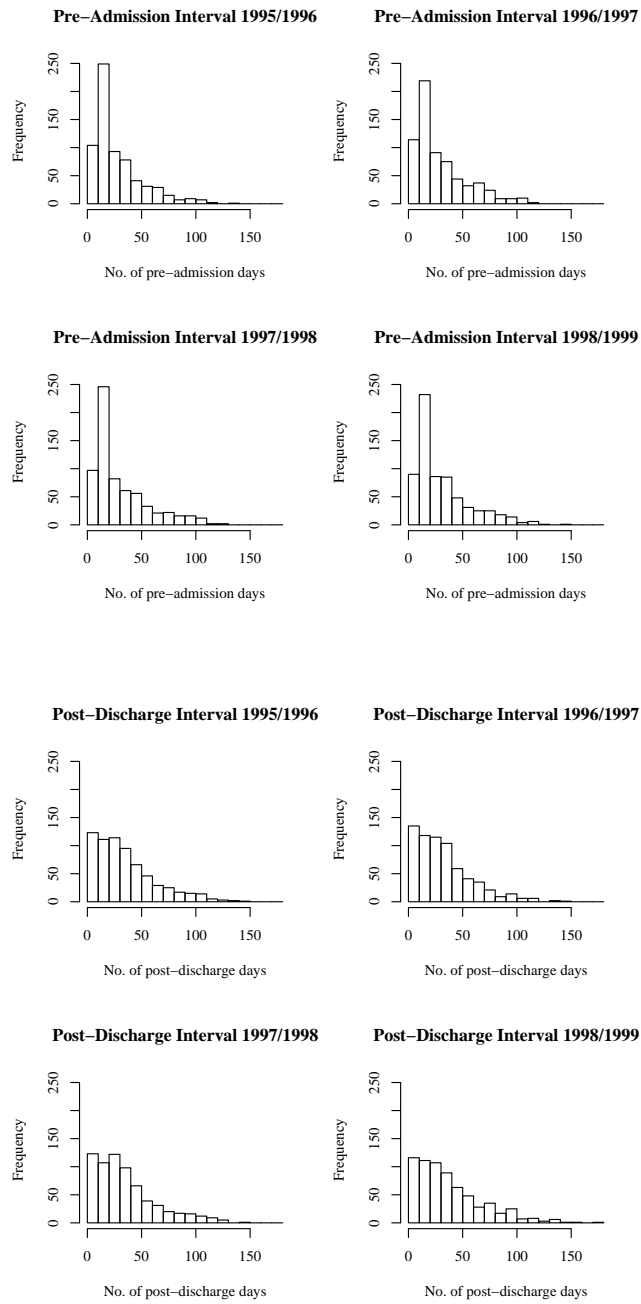 Pre−Admission Interval 1995/1996
Frequency
0 50 150 250
0 50 100 150
No. of pre−admission days
Pre−Admission Interval 1996/1997
Frequency
0 50 150 250
0 50 100 150
No. of pre−admission days
Pre−Admission Interval 1997/1998
Frequency
0 50 150 250
0 50 100 150
No. of pre−admission days
Pre−Admission Interval 1998/1999
Frequency
0 50 150 250
0 50 100 150
No. of pre−admission days
Post−Discharge Interval 1995/1996
Frequency
0 50 150 250
0 50 100 150
No. of post−discharge days
Post−Discharge Interval 1996/1997
Frequency
0 50 150 250
0 50 100 150
No. of post−discharge days
Post−Discharge Interval 1997/1998
Frequency
0 50 150 250
0 50 100 150
No. of post−discharge days
Post−Discharge Interval 1998/1999
Frequency
0 50 150 250
0 50 100 150
No. of post−discharge days